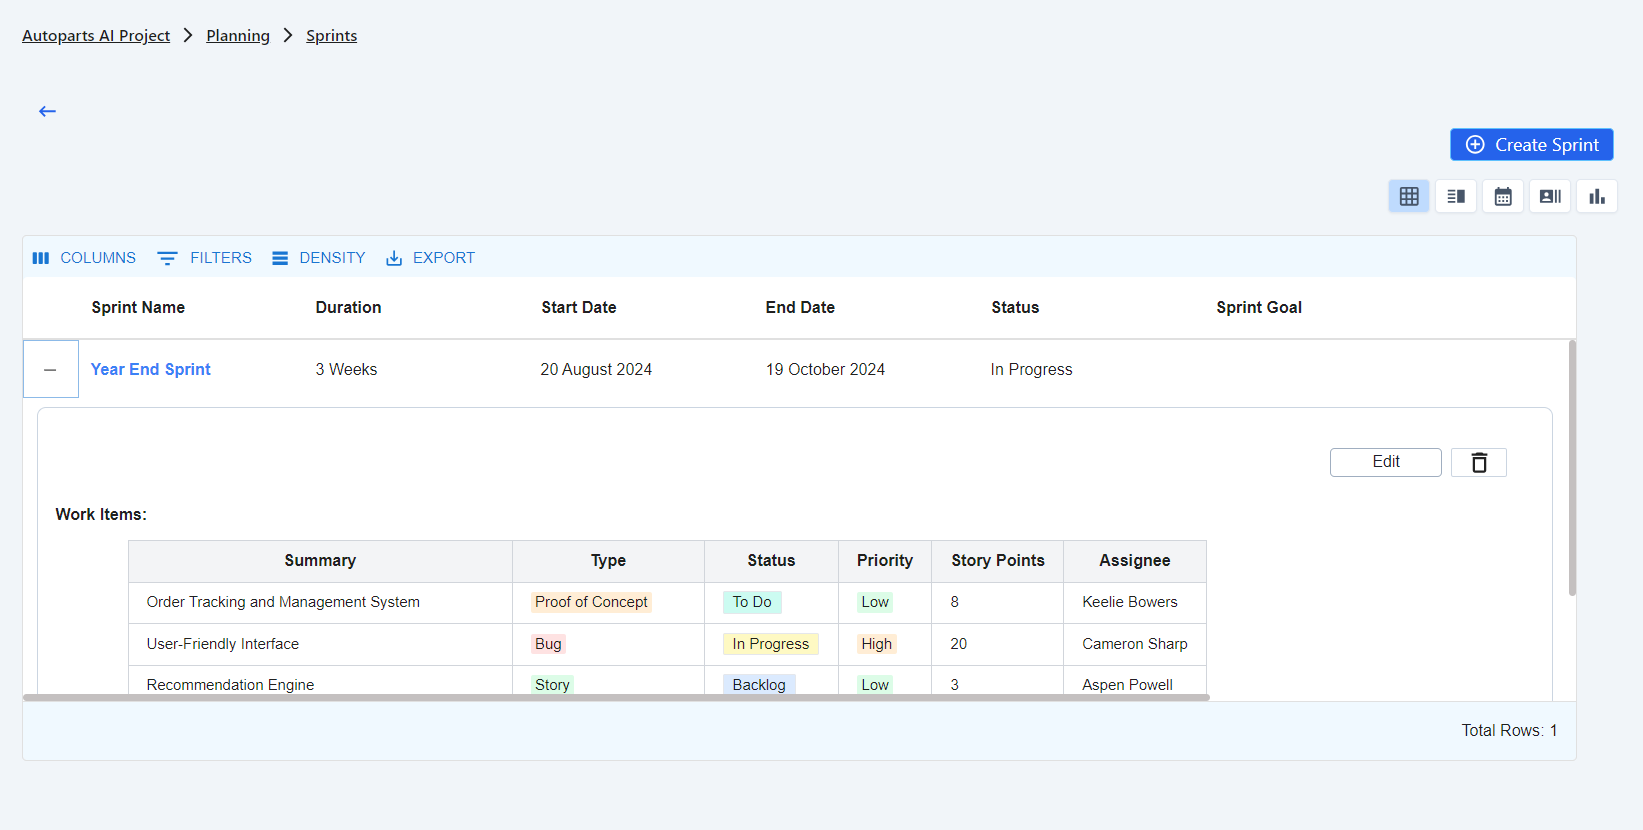 Autoparts AI Project > Planning > Sprints
Create Sprint
COLUMNS FILTERS DENSITY EXPORT
Sprint Name Duration Start Date End Date Status Sprint Goal
Year End Sprint 3 Weeks 20 August 2024 19 October 2024 In Progress
Edit
Work Items:
Summary Type Status Priority Story Points Assignee
Order Tracking and Management System Proof of Concept To Do Low 8 Keelie Bowers
User-Friendly Interface Bug In Progress High 20 Cameron Sharp
Recommendation Engine Story Backlog Low 3 Aspen Powell
Total Rows: 1